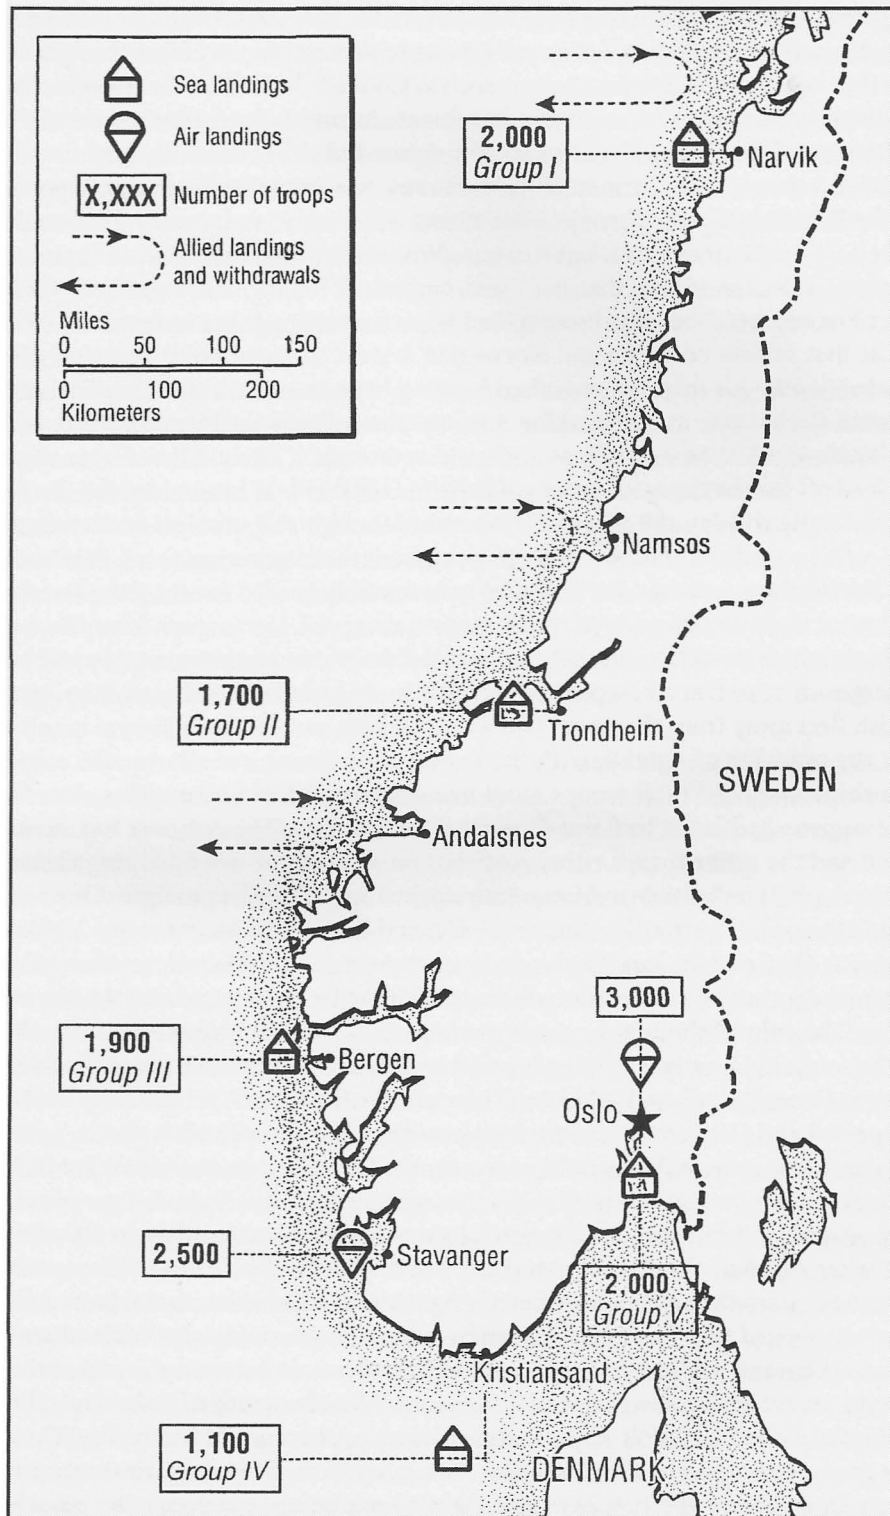 Sea landings
Air landings
X,XXX Number of troops
Allied landings
and withdrawals
Miles
0 50 100 150
0 100 200
Kilometers
2,000
Group I
Narvik
Namsos
1,700
Group II
Trondheim
SWEDEN
Andalsnes
3,000
1,900
Group III
Bergen
Oslo
2,500
Stavanger
2,000
Group V
Kristiansand
1,100
Group IV
DENMARK